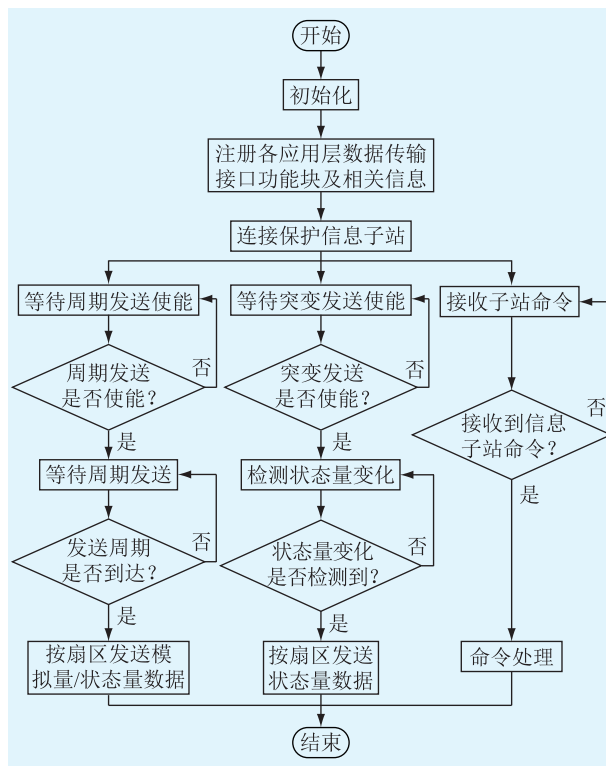 开始
初始化
注册各应用层数据传输
接口功能块及相关信息
连接保护信息子站
等待周期发送使能
等待突变发送使能
接收子站命令
周期发送
是否使能?
否
是
突变发送
是否使能?
否
是
接收到信息
子站命令?
否
是
等待周期发送
检测状态量变化
发送周期
是否到达?
否
是
状态量变化
是否检测到?
否
是
按扇区发送模
拟量/状态量数据
按扇区发送
状态量数据
命令处理
结束